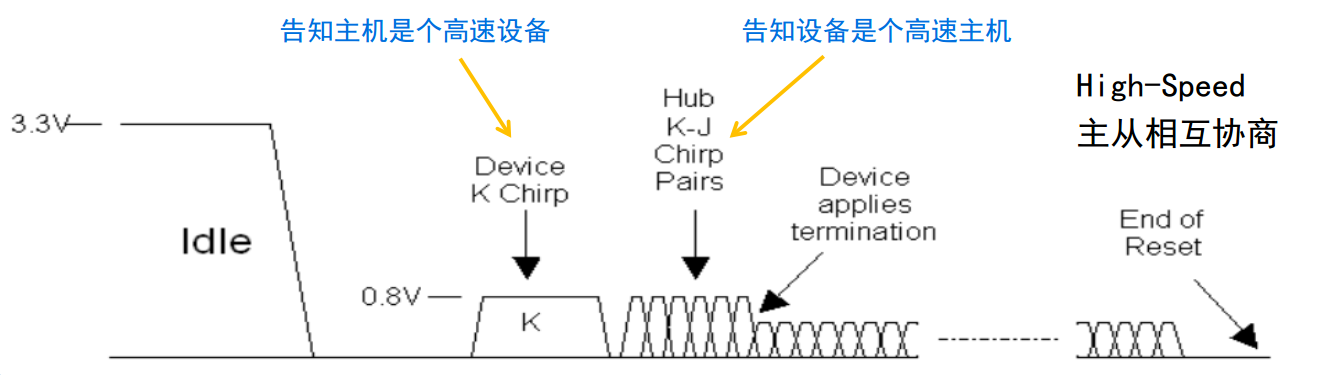 告知主机是个高速设备
告知设备是个高速主机
High-Speed
主从相互协商
3.3V
Idle
Device
K Chirp
Hub
K-J
Chirp
Pairs
Device
applies
termination
End of
Reset
0.8V
K